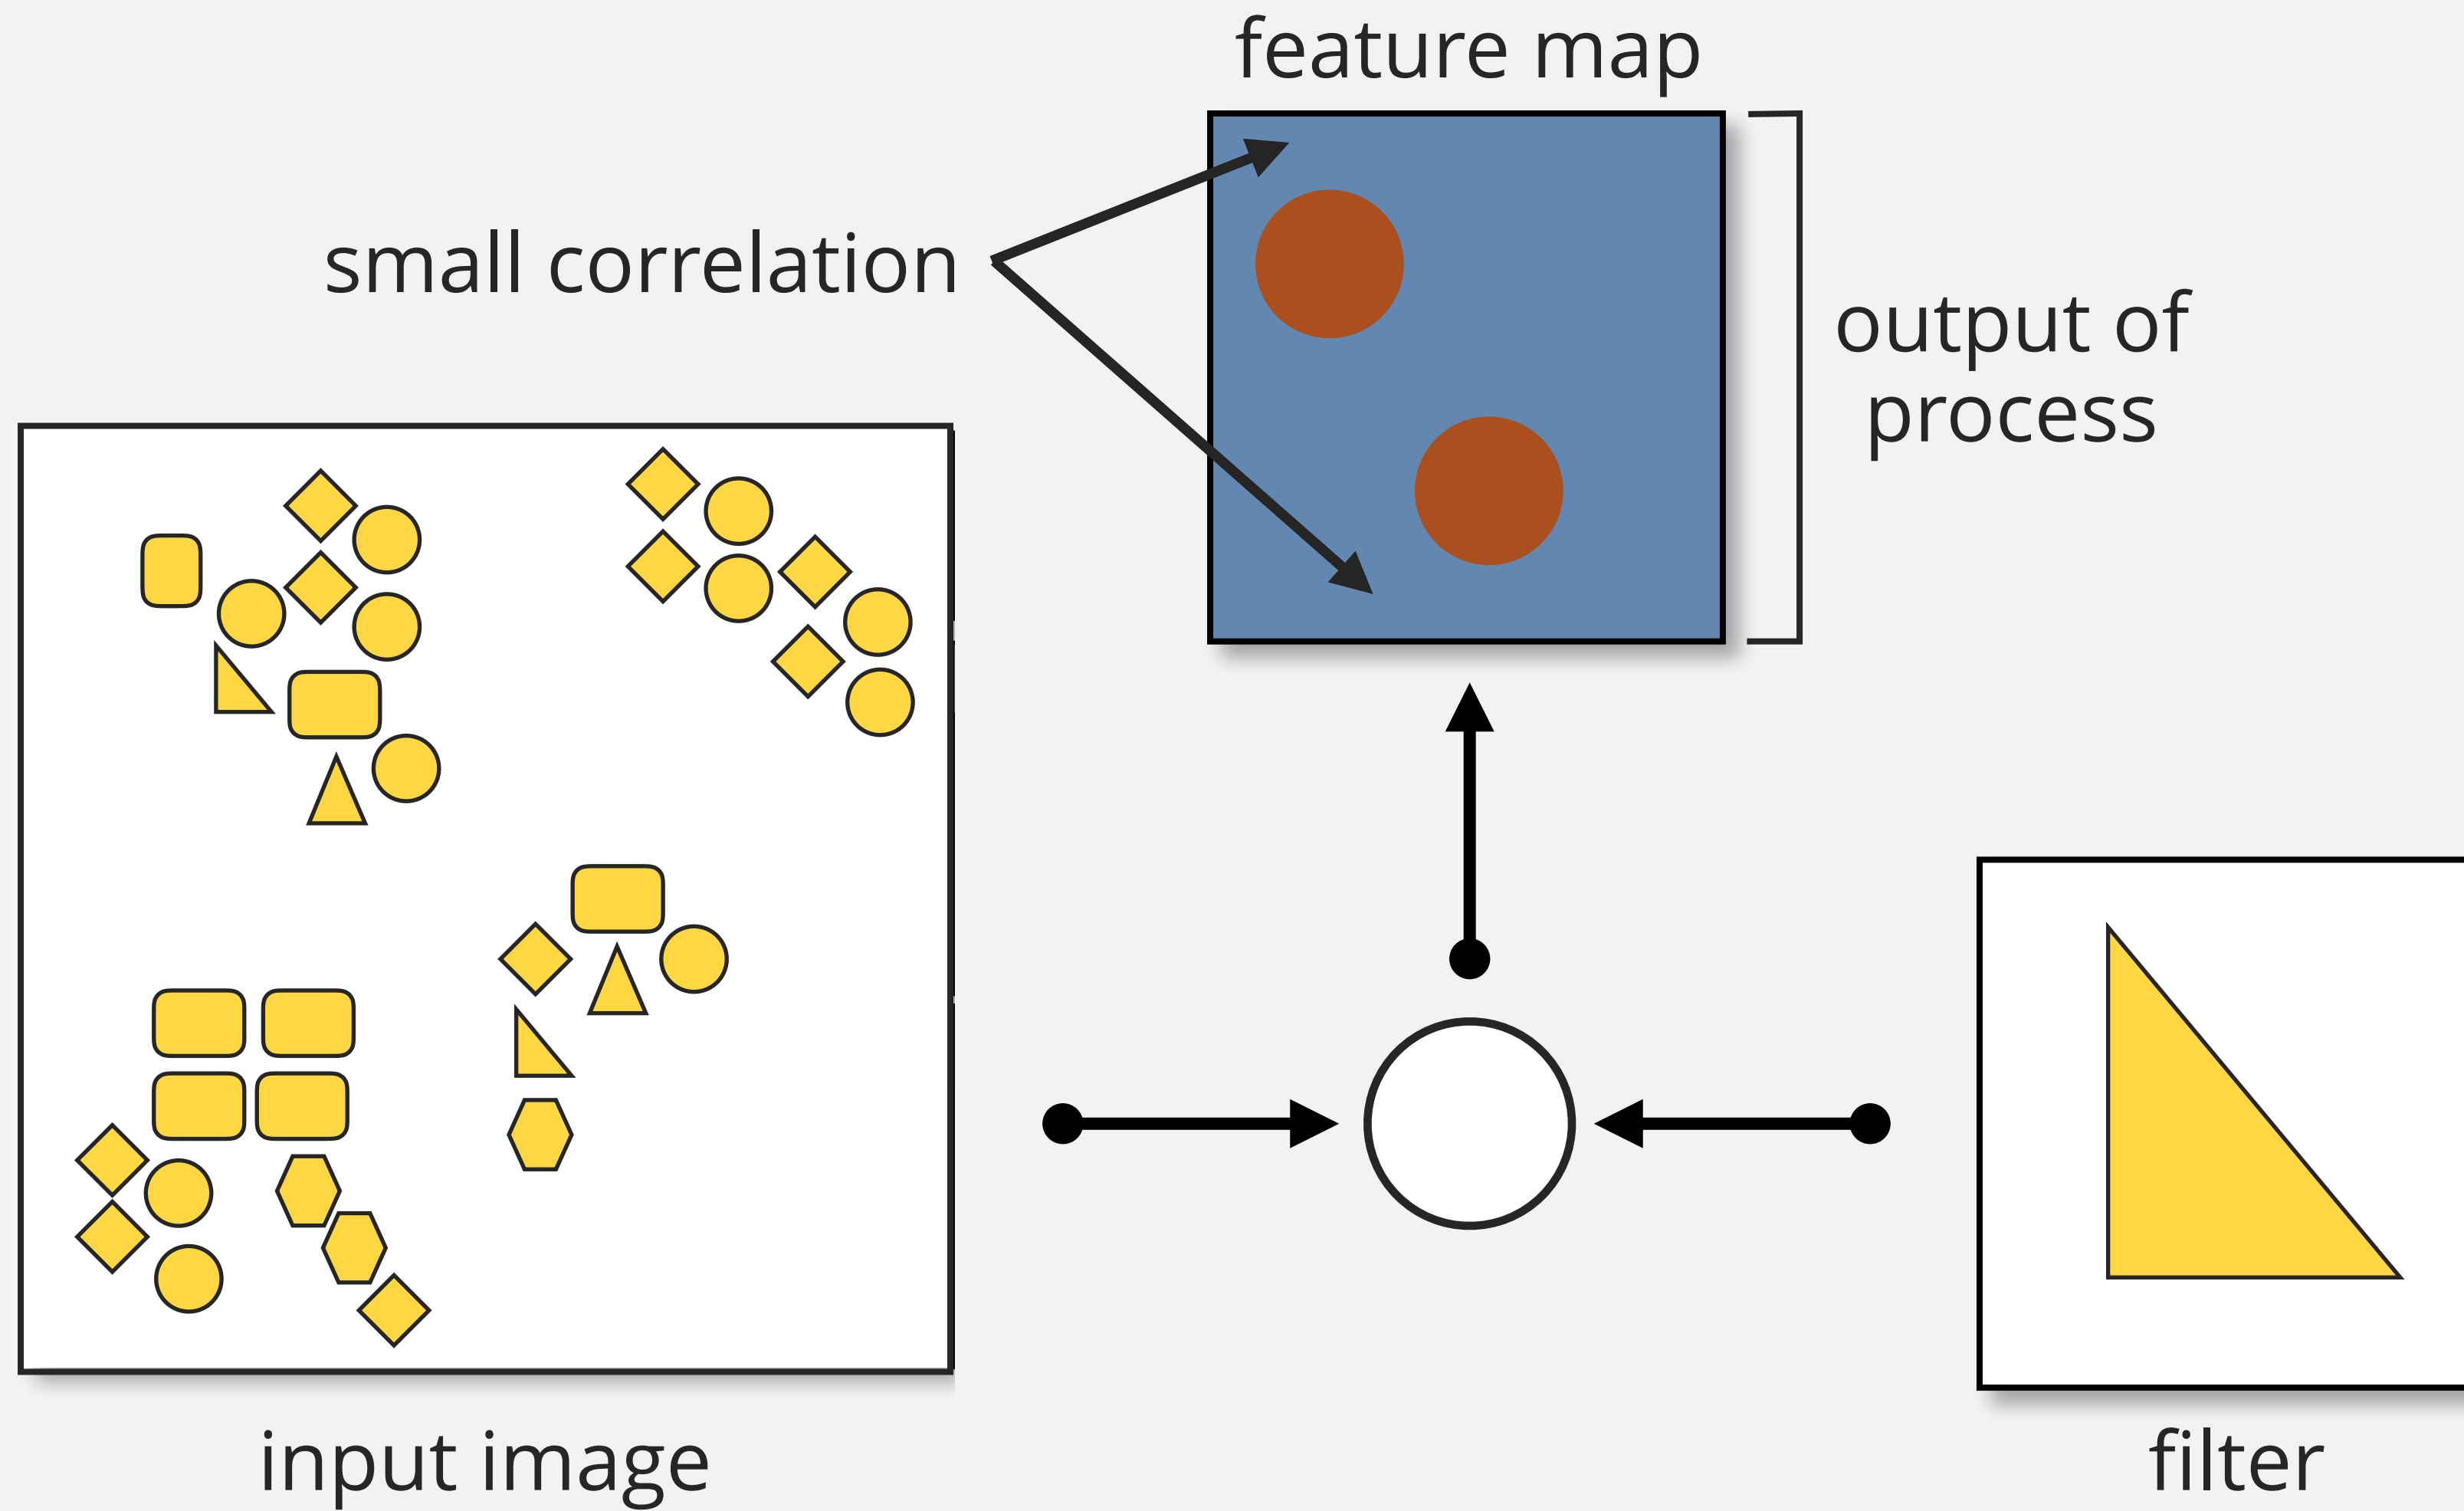 feature map
small correlation
output of
process
input image
filter